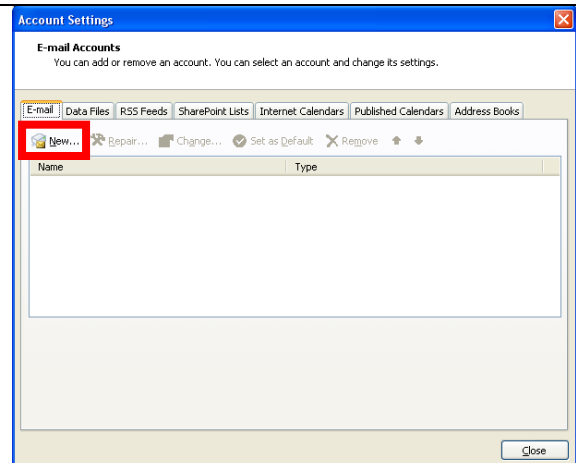 Account Settings
E-mail Accounts
You can add or remove an account. You can select an account and change its settings.
E-mail Data Files RSS Feeds SharePoint Lists Internet Calendars Published Calendars Address Books
New... Repair... Change... Set as Default Remove
Name Type
Close